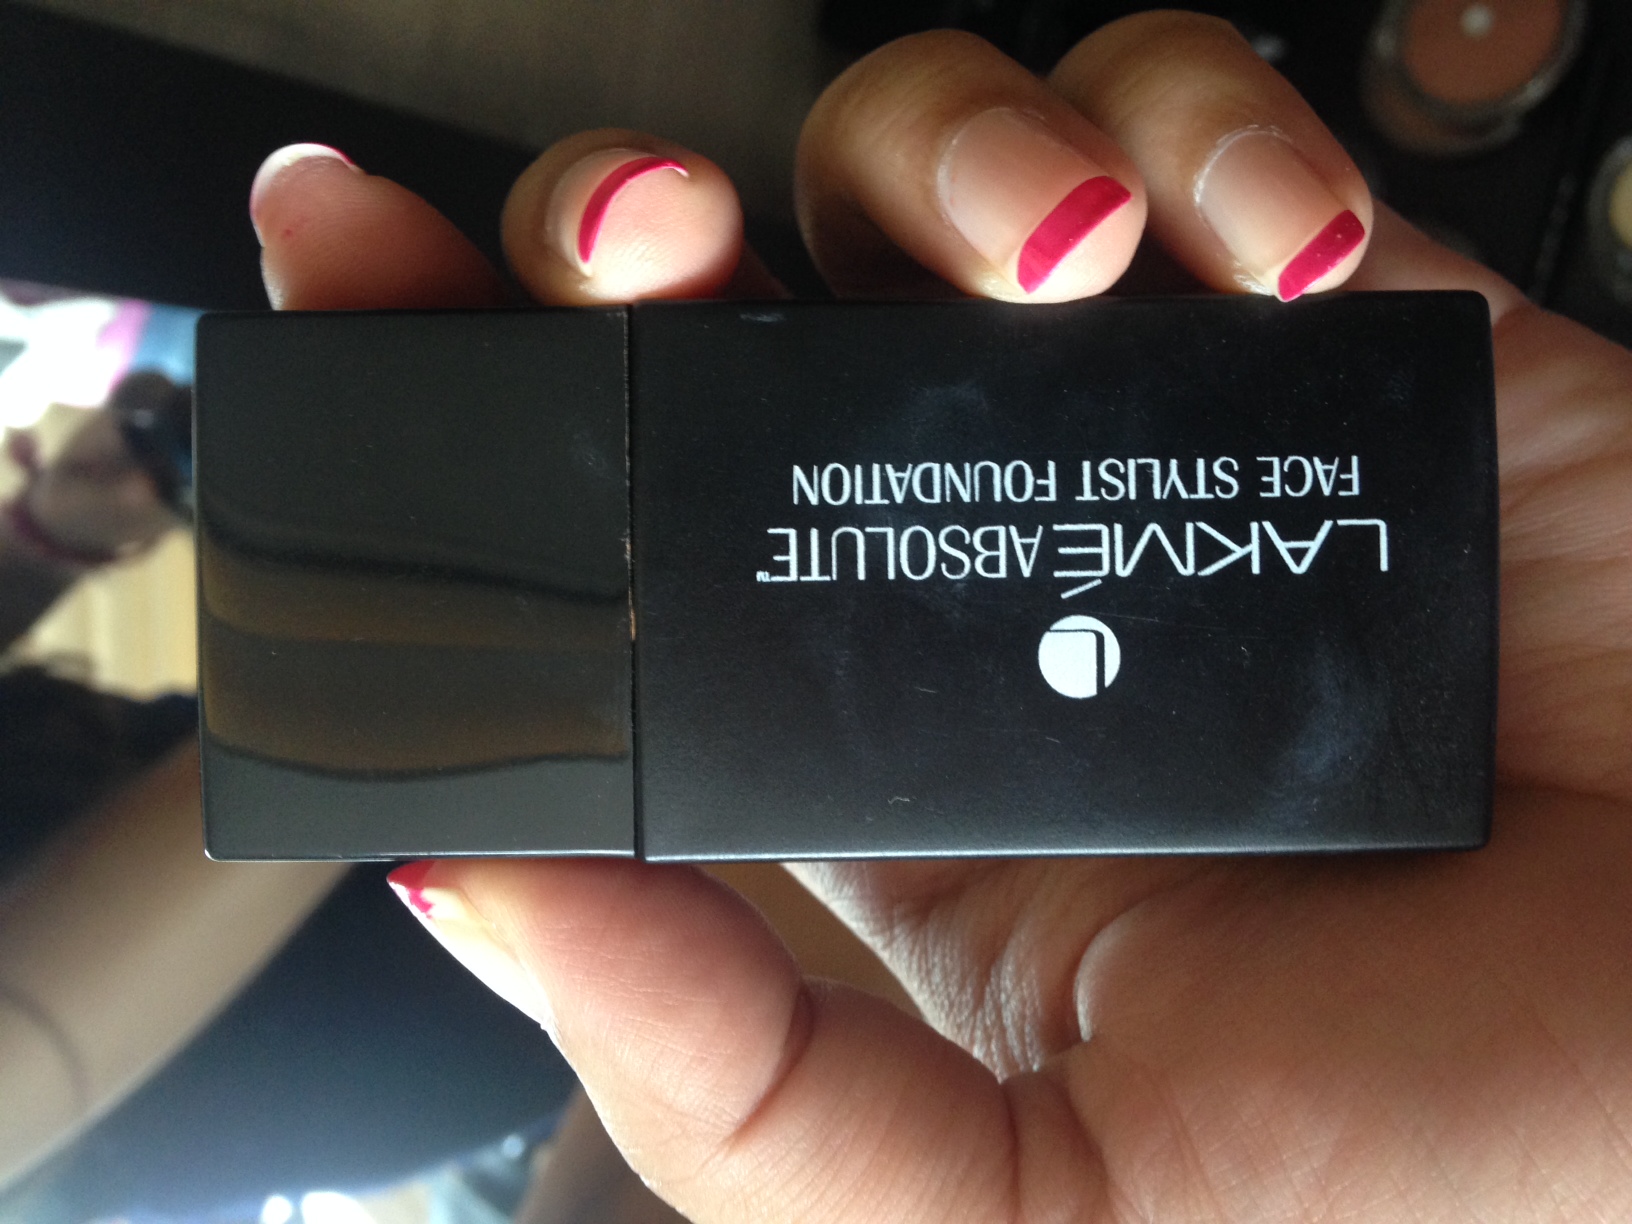 L
LAKMÉ ABSOLUTE™
FACE STYLIST FOUNDATION